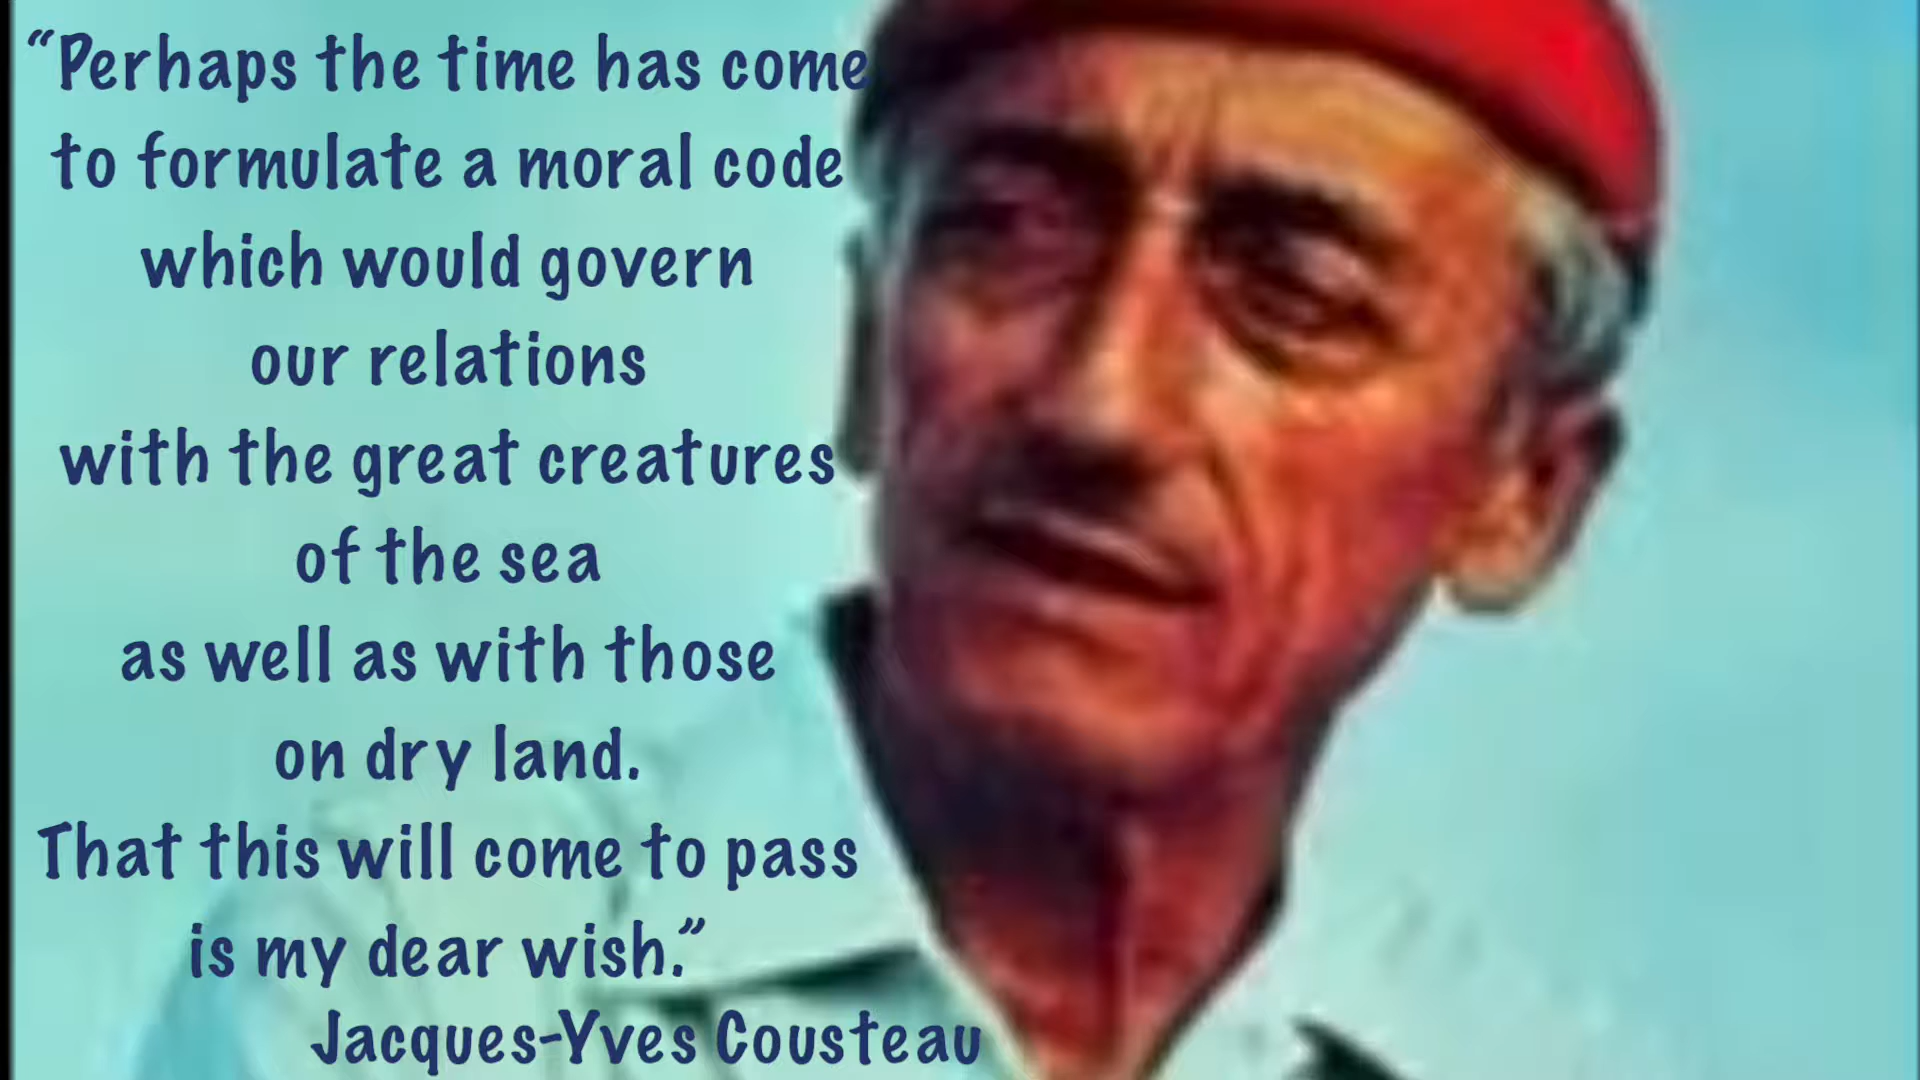 “Perhaps the time has come
to formulate a moral code
which would govern
our relations
with the great creatures
of the sea
as well as with those
on dry land.
That this will come to pass
is my dear wish.”
Jacques-Yves Cousteau